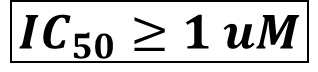 IC₅₀ ≥ 1 uM